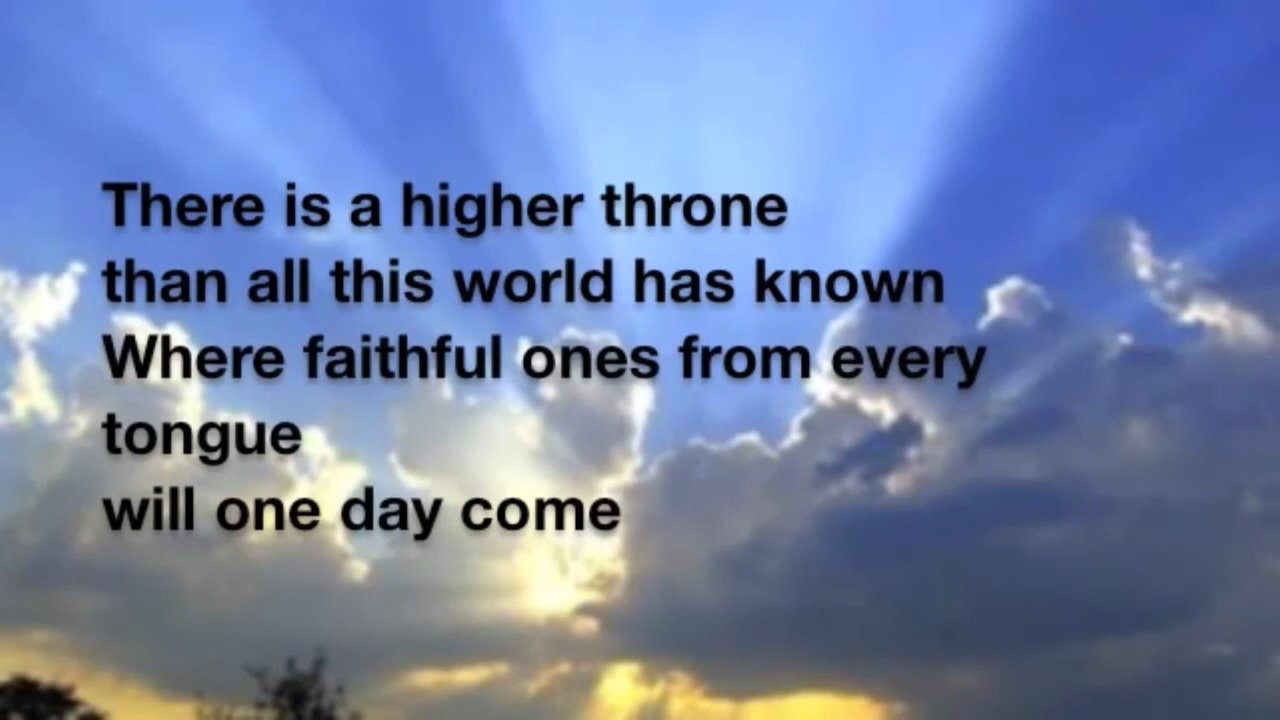 There is a higher throne
than all this world has known
Where faithful ones from every
tongue
will one day come